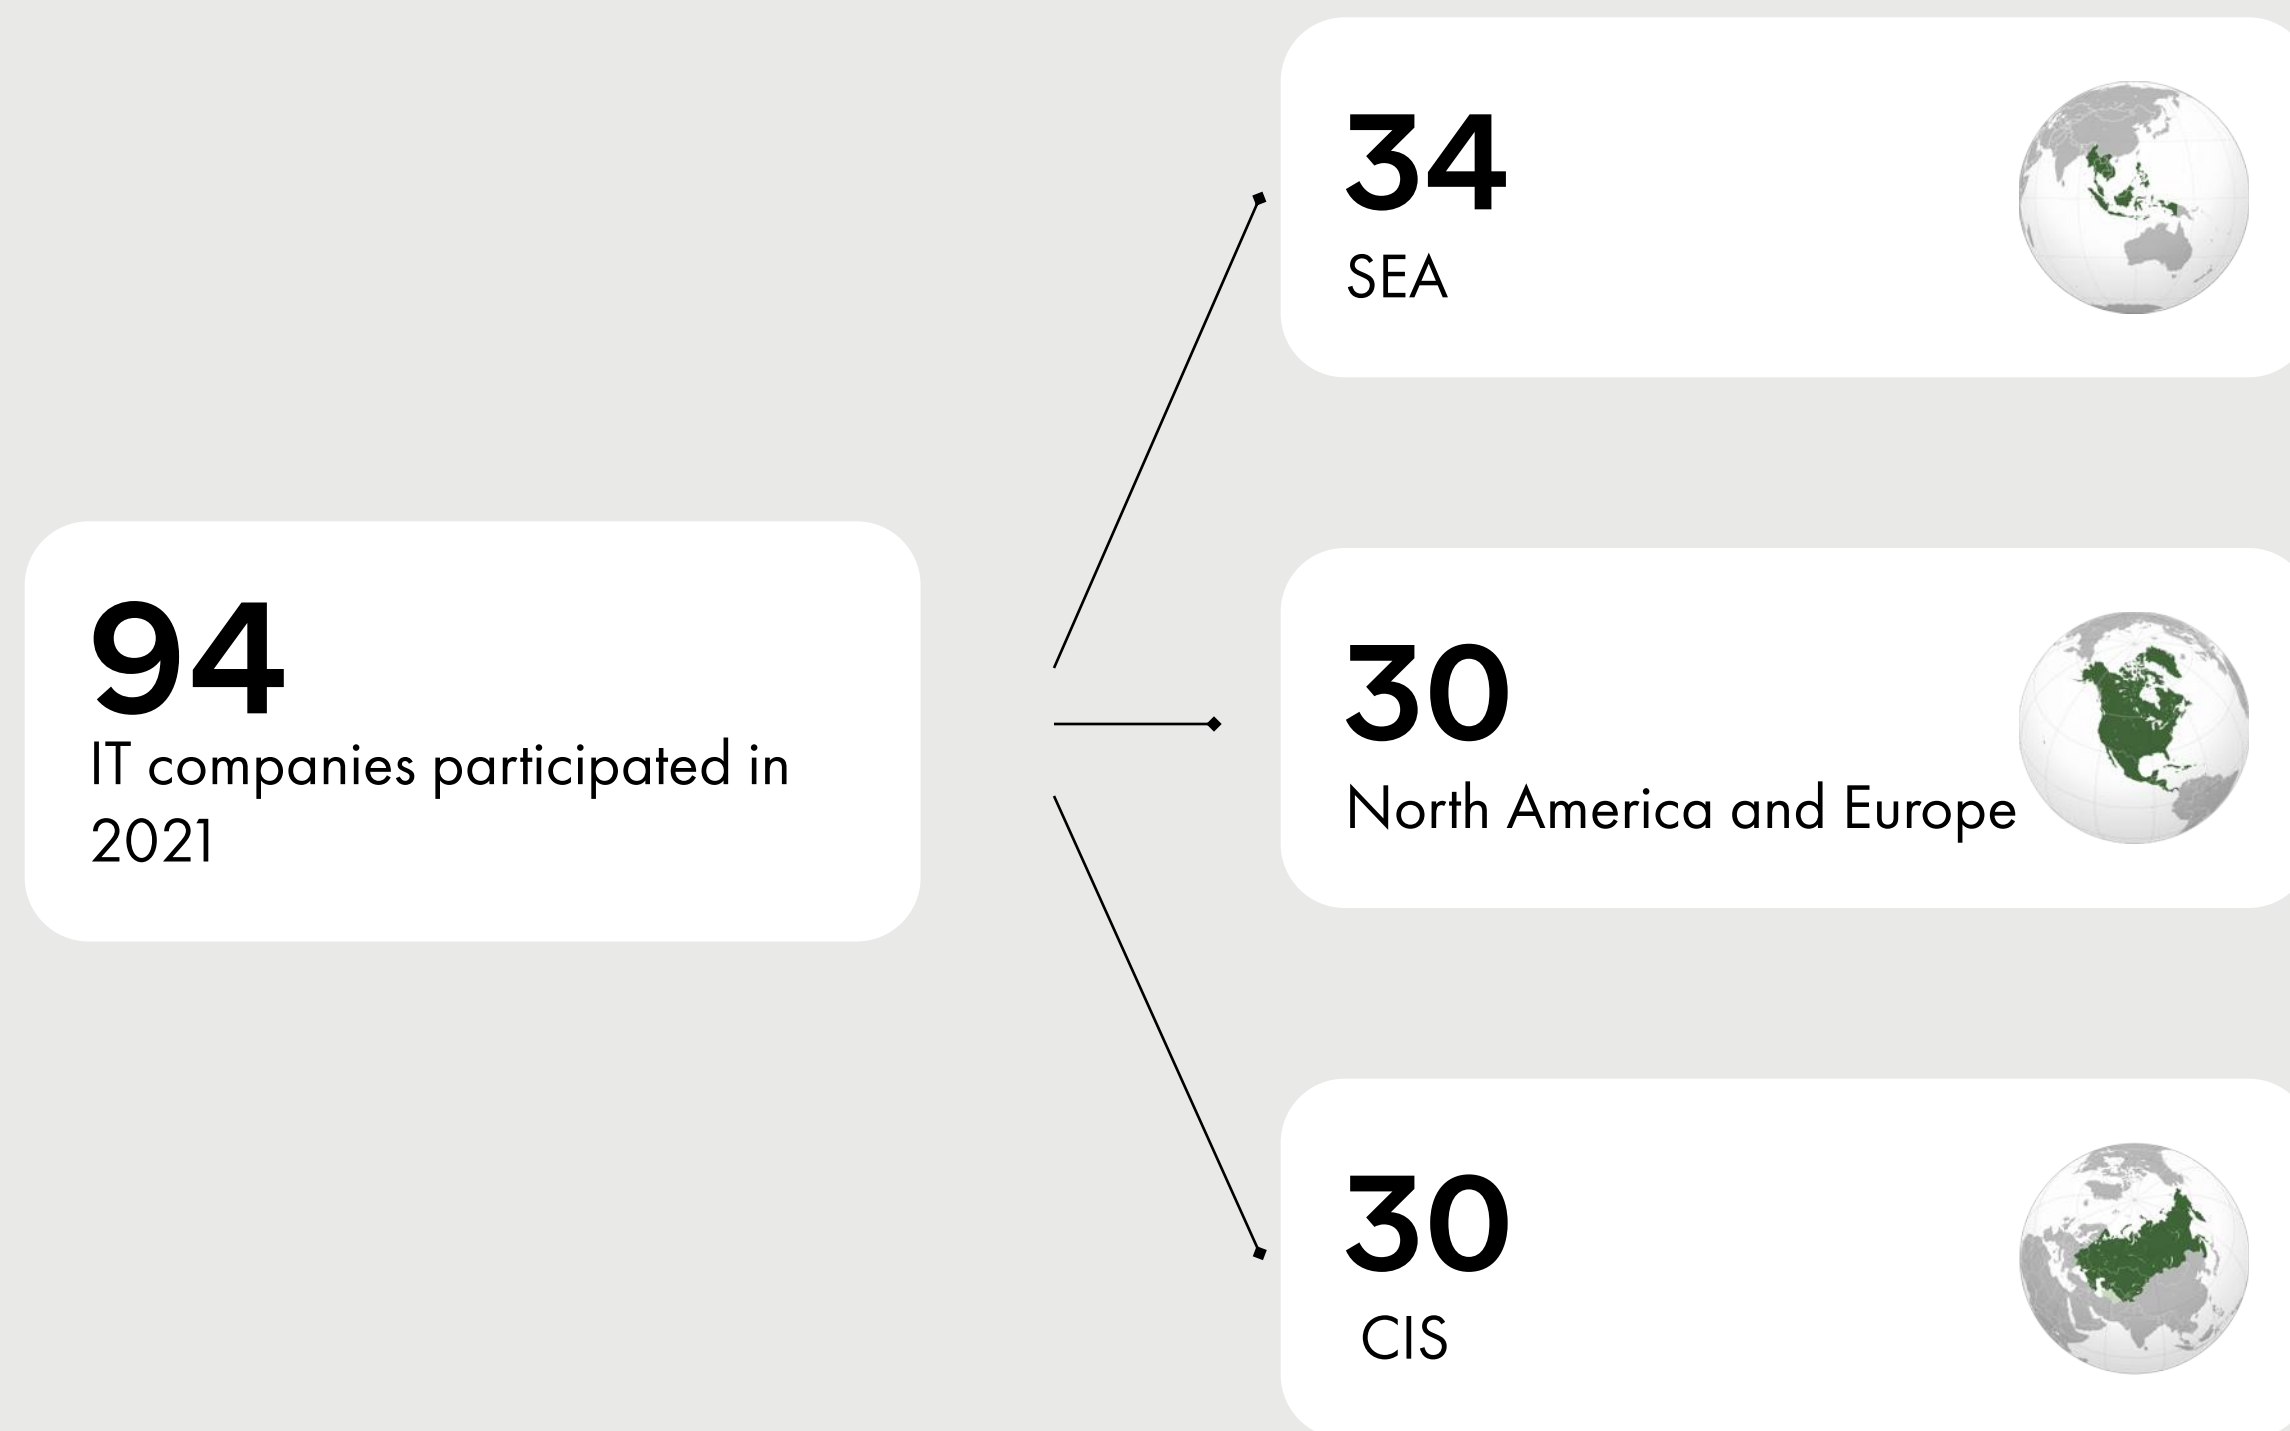 94
IT companies participated in
2021
34
SEA
30
North America and Europe
30
CIS